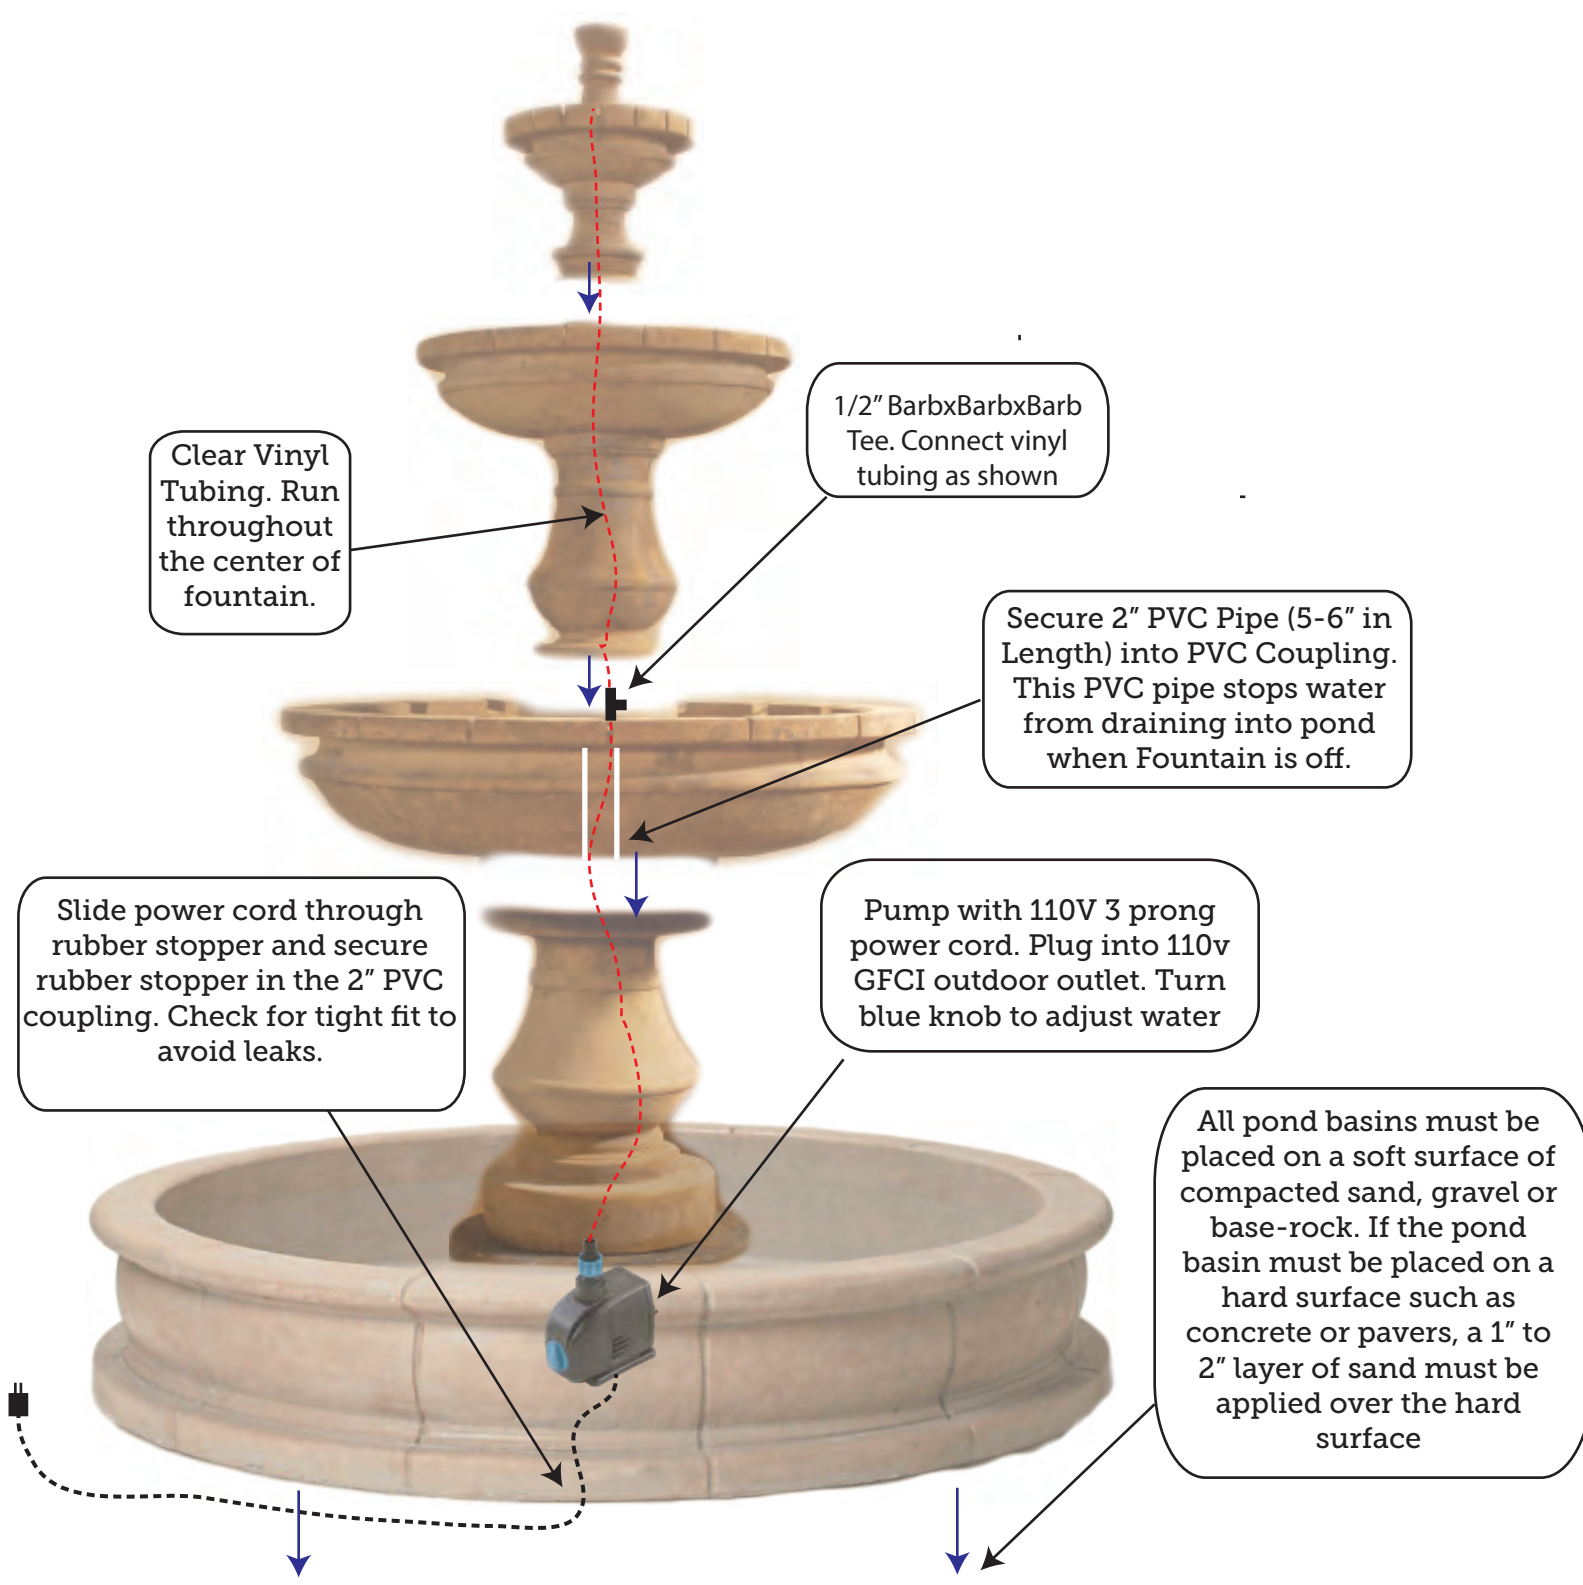 1/2" BarbxBarbxBarb
Tee. Connect vinyl
tubing as shown
Clear Vinyl
Tubing. Run
throughout
the center of
fountain.
Secure 2" PVC Pipe (5-6" in
Length) into PVC Coupling.
This PVC pipe stops water
from draining into pond
when Fountain is off.
Slide power cord through
rubber stopper and secure
rubber stopper in the 2" PVC
coupling. Check for tight fit to
avoid leaks.
Pump with 110V 3 prong
power cord. Plug into 110v
GFCI outdoor outlet. Turn
blue knob to adjust water
All pond basins must be
placed on a soft surface of
compacted sand, gravel or
base-rock. If the pond
basin must be placed on a
hard surface such as
concrete or pavers, a 1" to
2" layer of sand must be
applied over the hard
surface